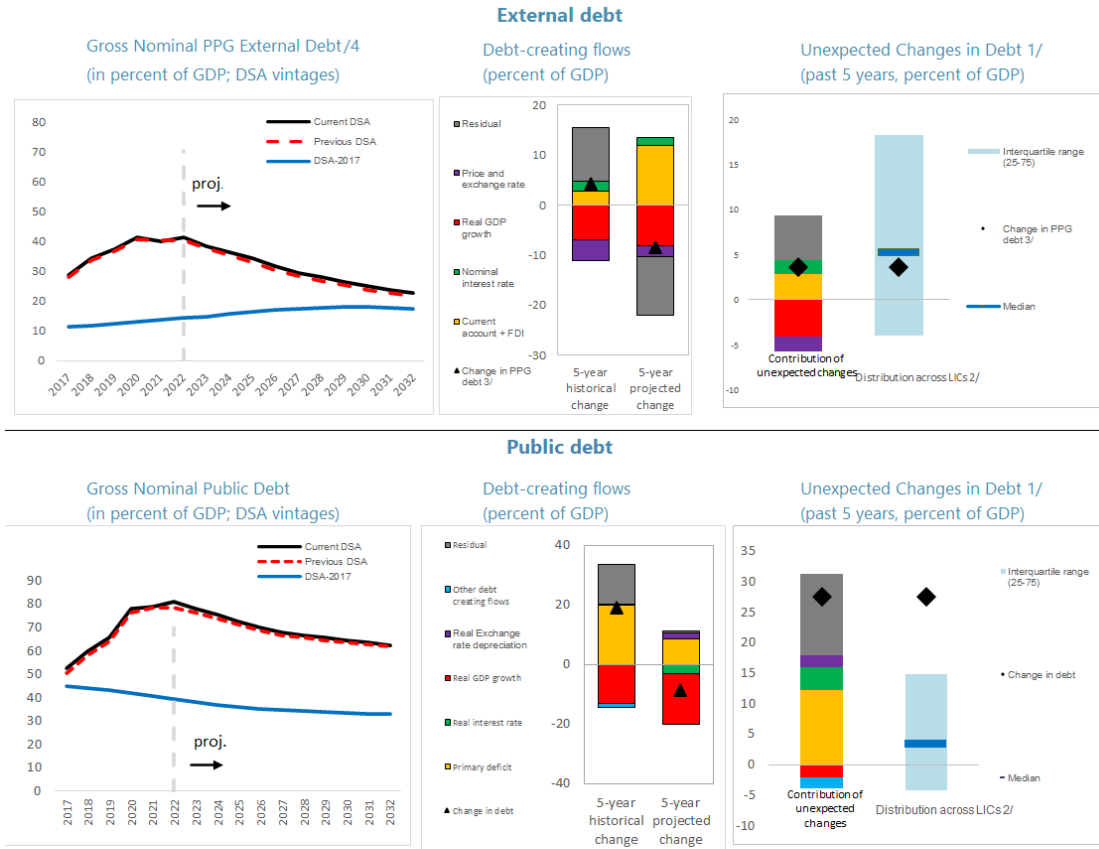 External debt
Gross Nominal PPG External Debt/4
(in percent of GDP; DSA vintages)
80
70
60
50
40
30
20
10
0
Current DSA
Previous DSA
DSA-2017
proj.
2017
2018
2019
2020
2021
2022
2023
2024
2025
2026
2027
2028
2029
2030
2031
2032
Debt-creating flows
(percent of GDP)
Residual
Price and
exchange rate
Real GDP
growth
Nominal
interest rate
Current
account + FDI
Change in PPG
debt 3/
20
10
0
-10
-20
-30
5-year
historical
change
5-year
projected
change
Unexpected Changes in Debt 1/
(past 5 years, percent of GDP)
20
15
10
5
0
-5
-10
Contribution of
unexpected changes
Distribution across LICs 2/
Interquartile range
(25-75)
Change in PPG
debt 3/
Median
Public debt
Gross Nominal Public Debt
(in percent of GDP; DSA vintages)
Current DSA
Previous DSA
DSA-2017
90
80
70
60
50
40
30
20
10
0
proj.
2017
2018
2019
2020
2021
2022
2023
2024
2025
2026
2027
2028
2029
2030
2031
2032
Debt-creating flows
(percent of GDP)
Residual
Other debt
creating flows
Real Exchange
rate depreciation
Real GDP growth
Real interest rate
Primary deficit
Change in debt
40
20
0
-20
-40
5-year
historical
change
5-year
projected
change
Unexpected Changes in Debt 1/
(past 5 years, percent of GDP)
35
30
25
20
15
10
5
0
-5
-10
Contribution of
unexpected
changes
Distribution across LICs 2/
Interquartile range
(25-75)
Change in debt
Median